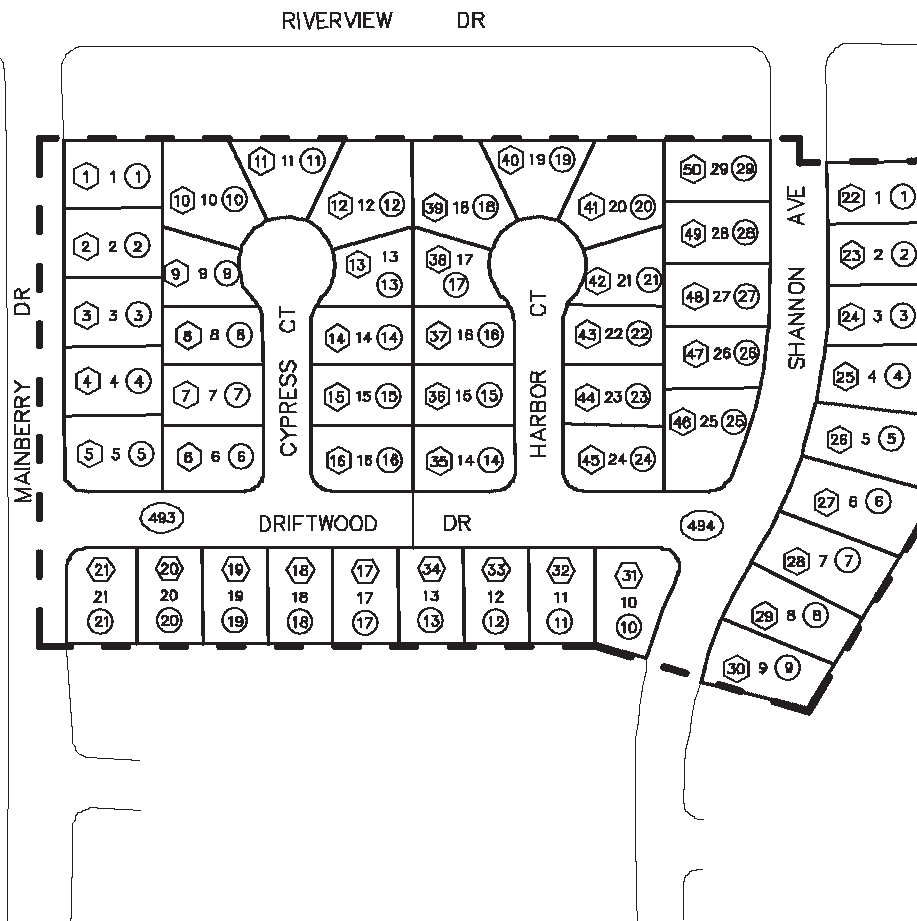 RIVERVIEW DR
MAINBERRY DR
CYPRESS CT
HARBOR CT
SHANNON AVE
DRIFTWOOD DR
493
494
1 1 1
2 2 2
3 3 3
4 4 4
5 5 5
10 10 10
9 9 9
8 8 8
7 7 7
6 6 6
11 11 11
12 12 12
13 13
13
14 14 14
15 15 15
16 16 16
40 19 19
39 18 18
38 17
17
37 16 16
36 15 15
35 14 14
41 20 20
42 21 21
43 22 22
44 23 23
45 24 24
50 29 29
49 28 28
48 27 27
47 26 26
46 25 25
22 1 1
23 2 2
24 3 3
25 4 4
26 5 5
27 6 6
28 7 7
29 8 8
30 9 9
21
21
21
20
20
20
19
19
19
18
18
18
17
17
17
34
13
13
33
12
12
32
11
11
31
10
10